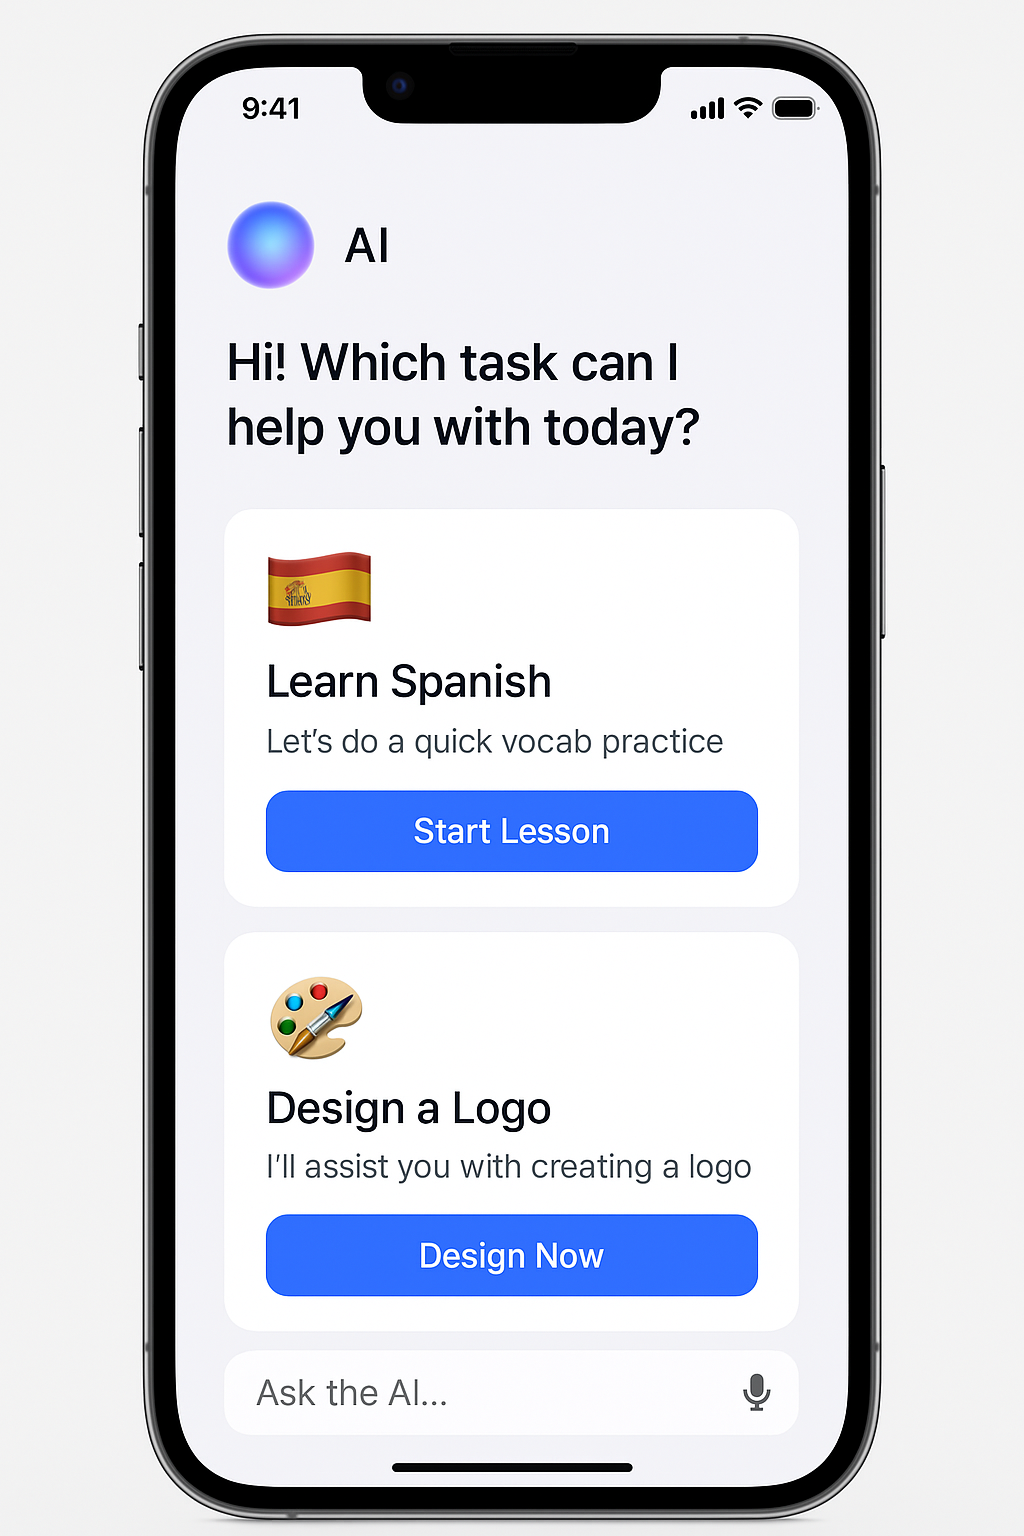 9:41
AI
Hi! Which task can I
help you with today?
Learn Spanish
Let's do a quick vocab practice
Start Lesson
Design a Logo
I'll assist you with creating a logo
Design Now
Ask the AI...